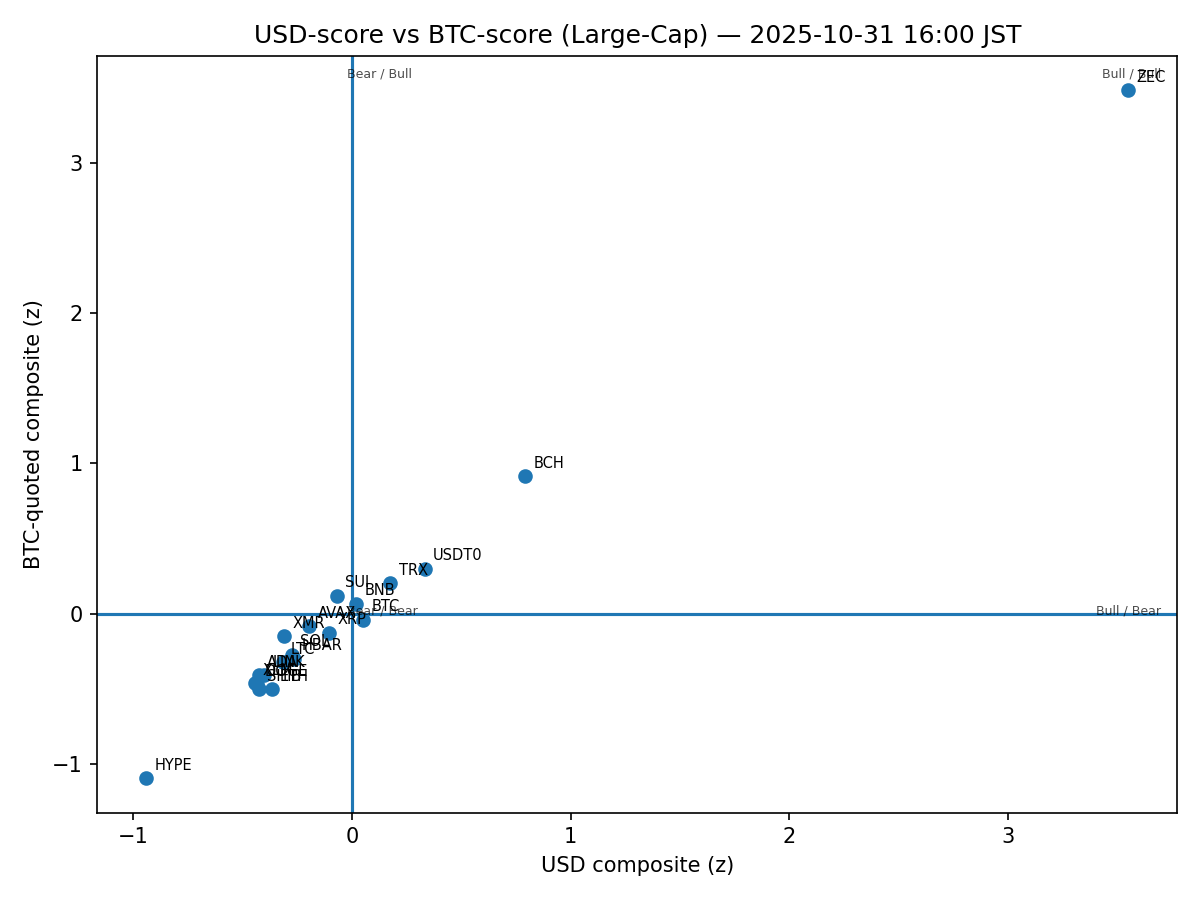 USD-score vs BTC-score (Large-Cap) — 2025-10-31 16:00 JST
Bear / Bull
Bull / Bull
ZEC
3
2
BTC-quoted composite (z)
1
BCH
USDT0
TRX
SUI
BNB
BTC
0
Bull / Bear
AVAX
XRP
XMR
SOL
HBAR
LTC
−1
HYPE
−1
0
1
2
3
USD composite (z)